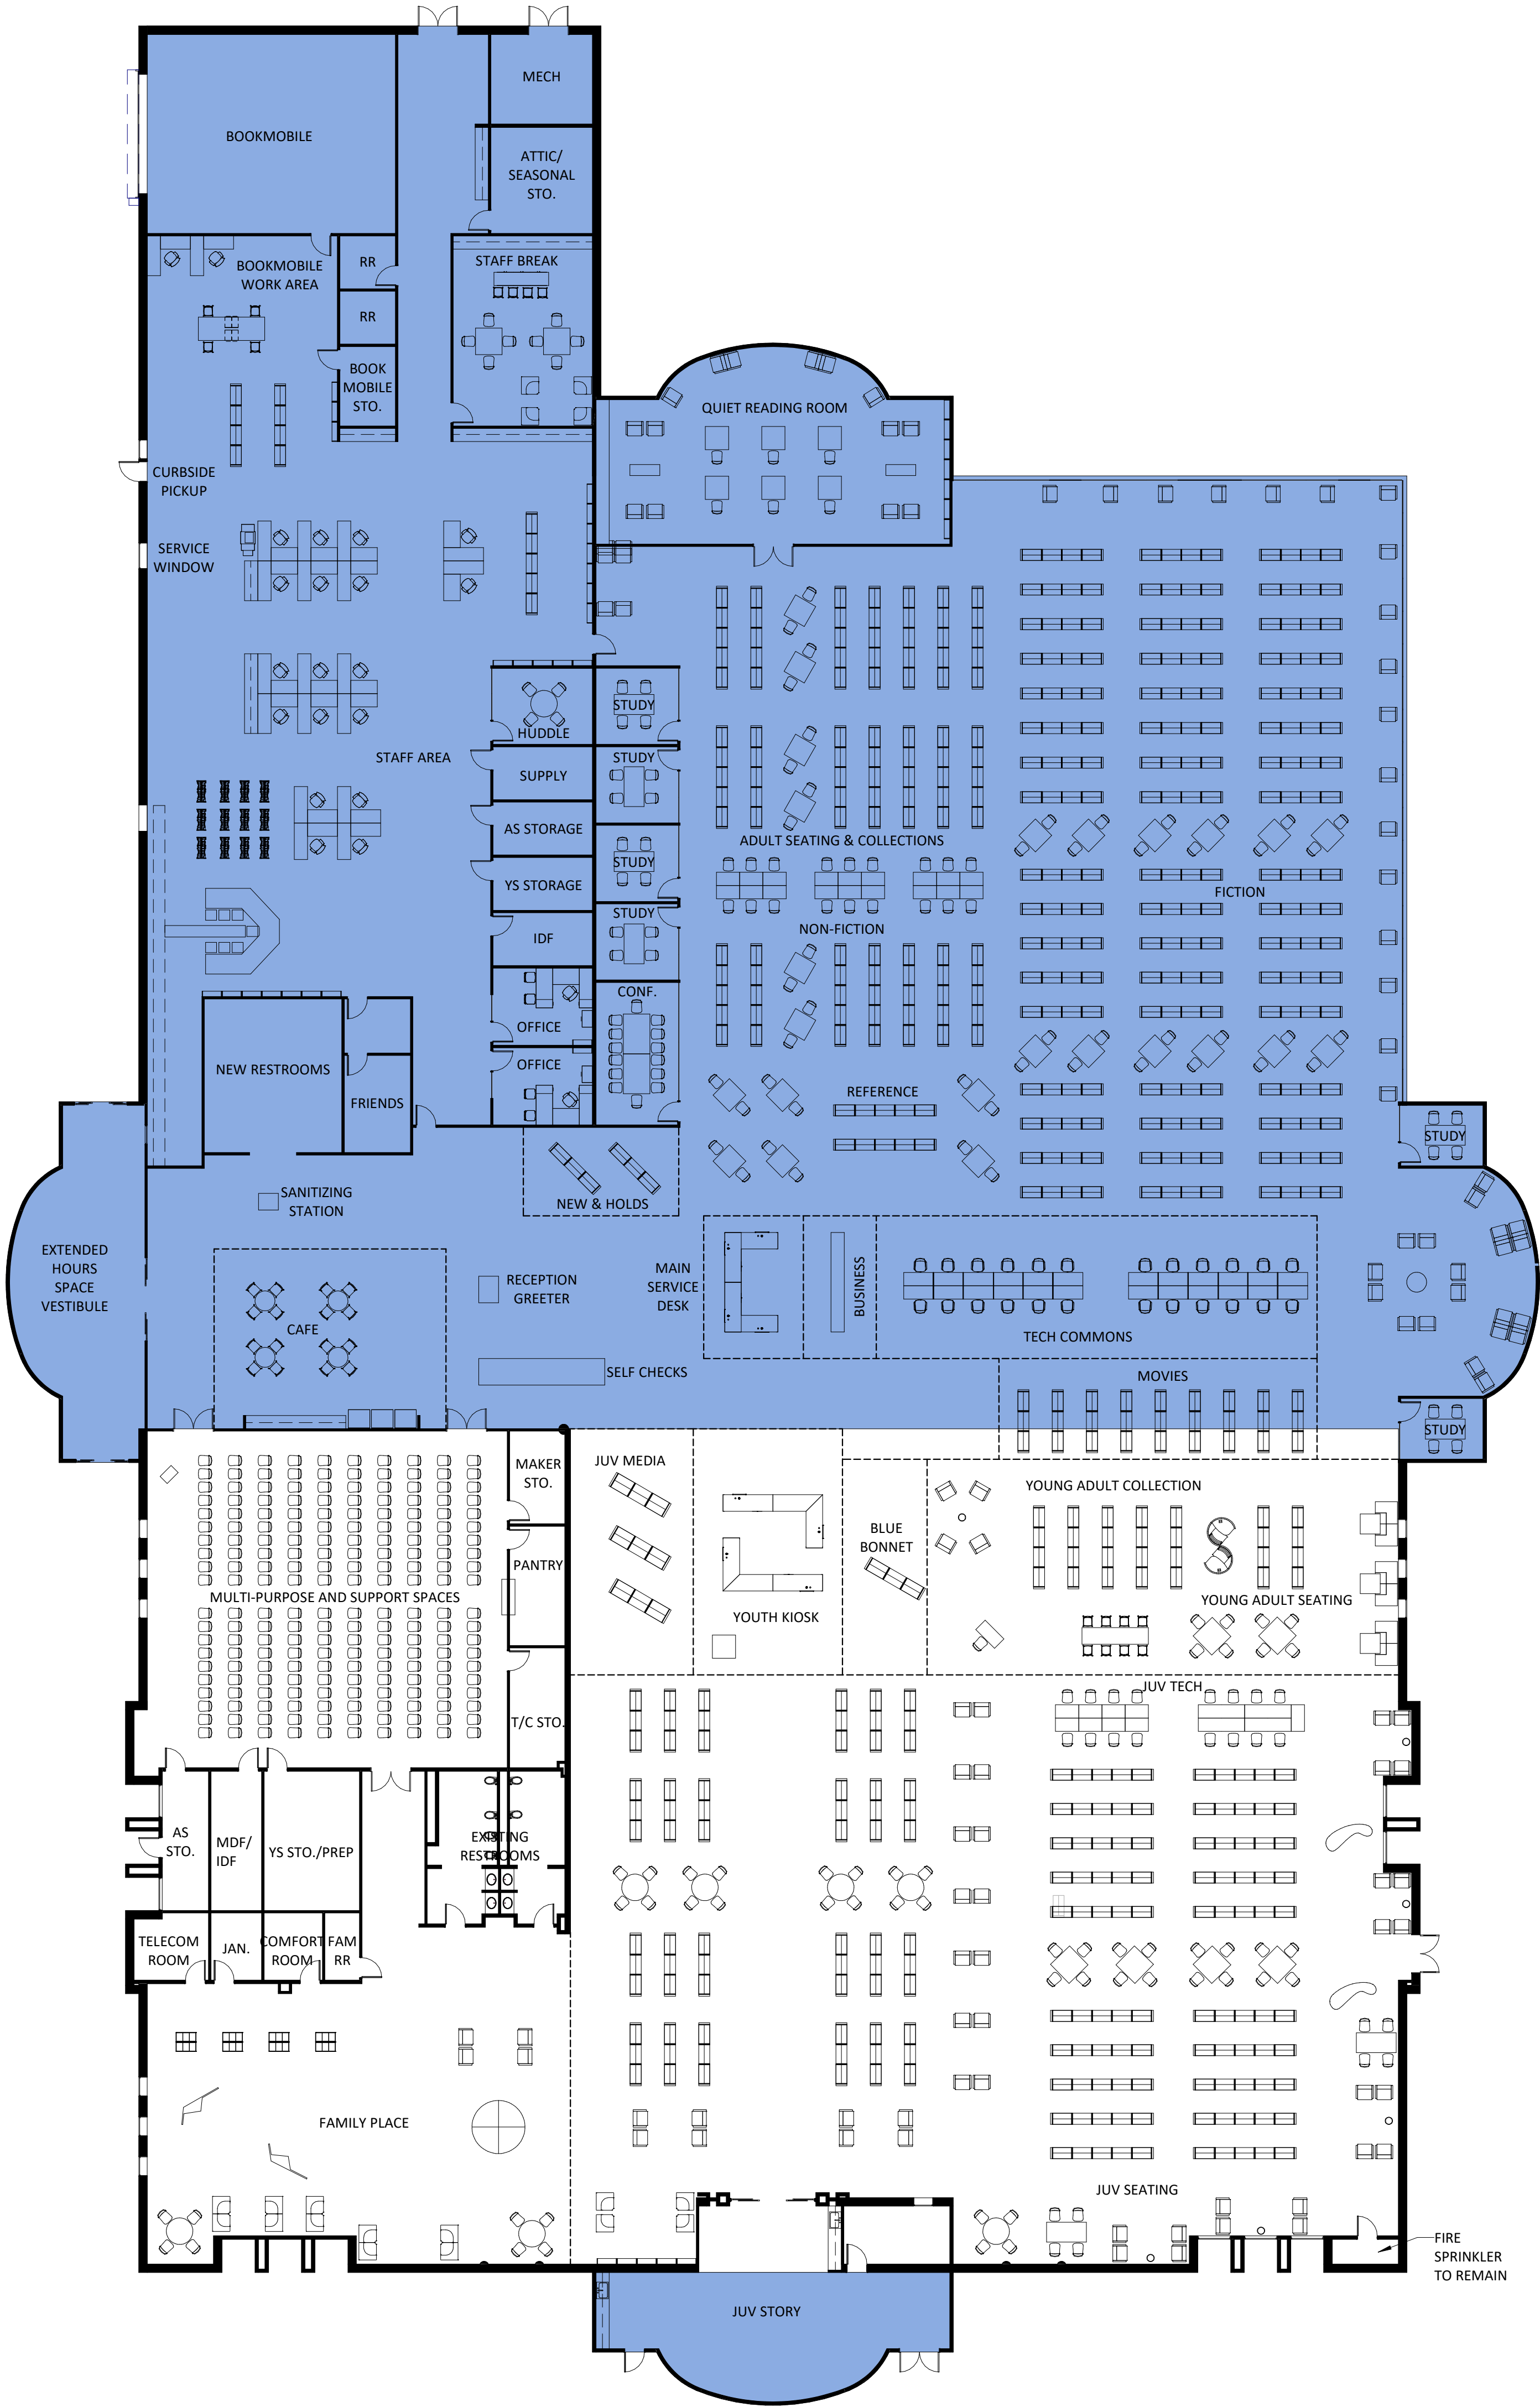 MECH
BOOKMOBILE
ATTIC/
SEASONAL
STO.
BOOKMOBILE
WORK AREA
RR
STAFF BREAK
RR
BOOK
MOBILE
STO.
QUIET READING ROOM
CURBSIDE
PICKUP
SERVICE
WINDOW
STUDY
HUDDLE
STAFF AREA
STUDY
SUPPLY
AS STORAGE
ADULT SEATING & COLLECTIONS
STUDY
YS STORAGE
FICTION
STUDY
NON-FICTION
IDF
CONF.
OFFICE
OFFICE
NEW RESTROOMS
FRIENDS
REFERENCE
STUDY
SANITIZING
STATION
NEW & HOLDS
EXTENDED
HOURS
SPACE
VESTIBULE
RECEPTION
GREETER
MAIN
SERVICE
DESK
BUSINESS
CAFE
TECH COMMONS
SELF CHECKS
MOVIES
STUDY
MAKER
STO.
JUV MEDIA
YOUNG ADULT COLLECTION
BLUE
BONNET
PANTRY
MULTI-PURPOSE AND SUPPORT SPACES
YOUTH KIOSK
YOUNG ADULT SEATING
JUV TECH
T/C STO.
AS
STO.
MDF/
IDF
YS STO./PREP
EXISTING
RESTROOMS
TELECOM
ROOM
JAN.
COMFORT
ROOM
FAM
RR
FAMILY PLACE
JUV SEATING
FIRE
SPRINKLER
TO REMAIN
JUV STORY